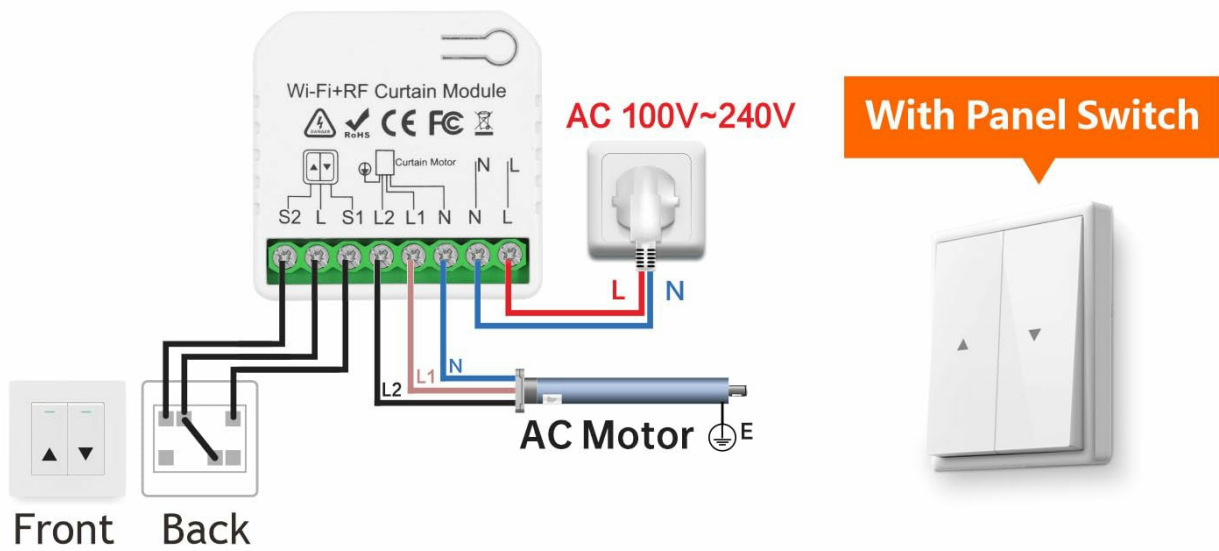 Wi-Fi+RF Curtain Module
DANGER
RoHS
CE FC
Curtain Motor
N L
S2 L S1 L2 L1 N N L
AC 100V~240V
L N
With Panel Switch
N
L1
L2
AC Motor E
Front Back